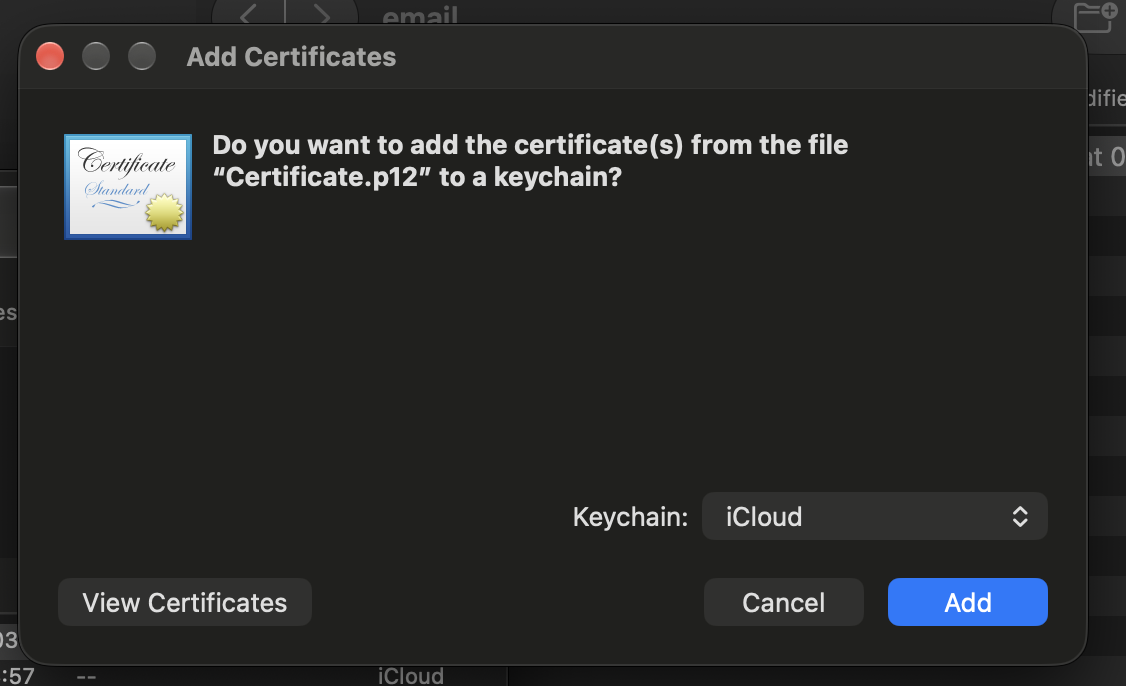 email
Add Certificates
Certificate
Standard
Do you want to add the certificate(s) from the file
“Certificate.p12” to a keychain?
Keychain:
iCloud
View Certificates
Cancel
Add
:57
--
iCloud